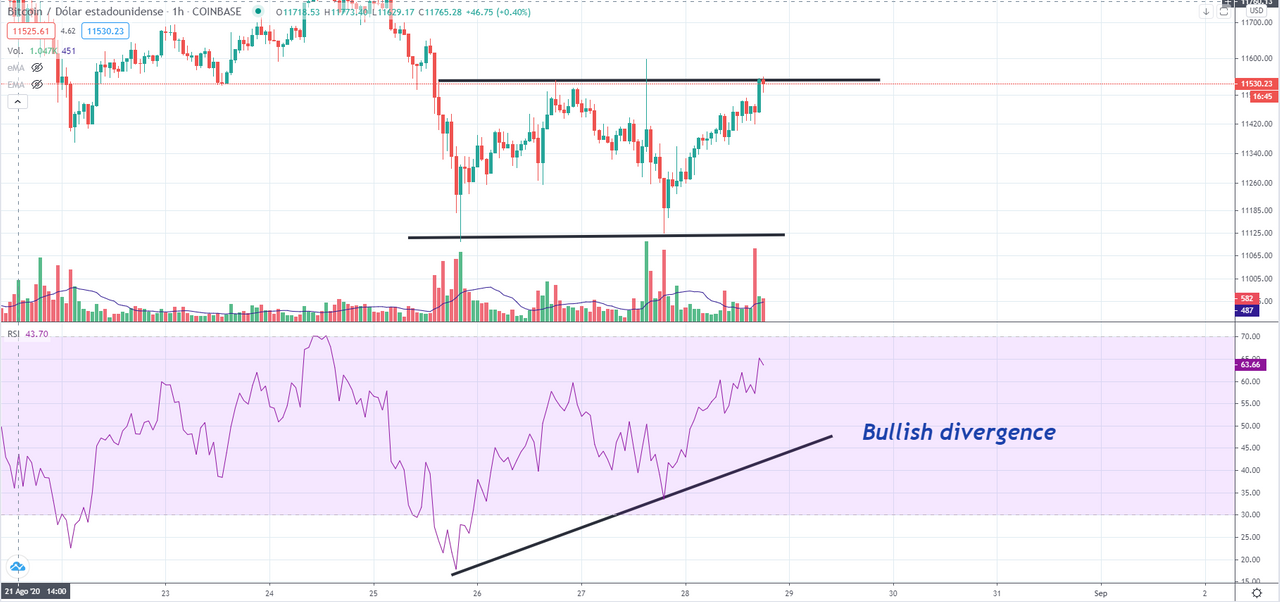 Bitcoin / Dólar estadounidense · 1h · COINBASE O11718.53 H11773.40 L11629.17 C11765.28 +46.75 (+0.40%)
11525.61 4.62 11530.23
Vol. 1.047K 451
eMA
EMA
USD
11700.00
11600.00
11530.23
16:45
11420.00
11340.00
11260.00
11185.00
11125.00
11065.00
11005.00
582
487
RSI 43.70
70.00
65.00
63.66
60.00
55.00
50.00
Bullish divergence
45.00
40.00
35.00
30.00
25.00
20.00
15.00
21 Ago '20 14:00 23 24 25 26 27 28 29 30 31 Sep 2